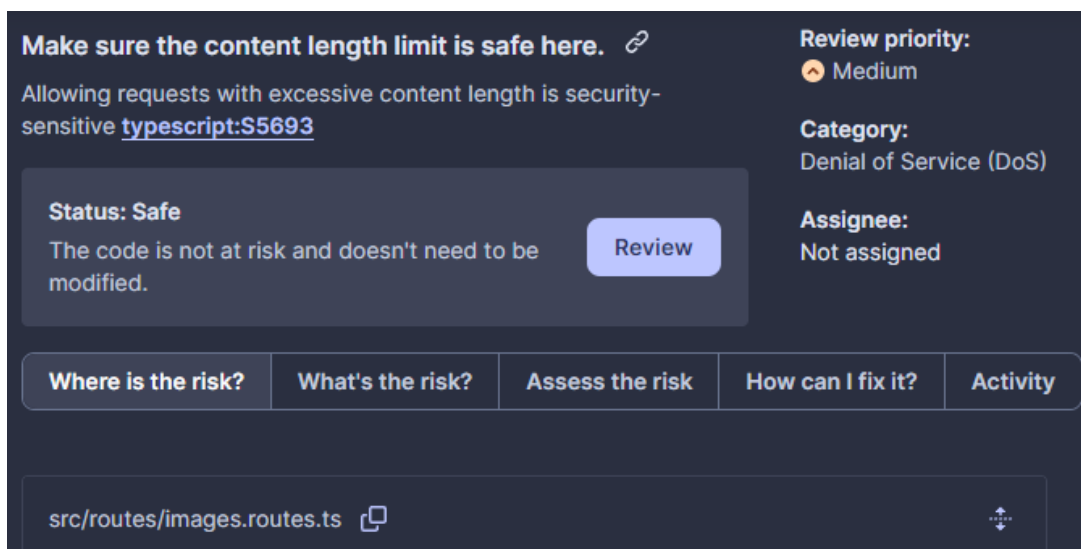 Make sure the content length limit is safe here.
Allowing requests with excessive content length is security-
sensitive typescript:S5693
Status: Safe
The code is not at risk and doesn't need to be
modified.
Review
Review priority:
Medium
Category:
Denial of Service (DoS)
Assignee:
Not assigned
Where is the risk?
What's the risk?
Assess the risk
How can I fix it?
Activity
src/routes/images.routes.ts